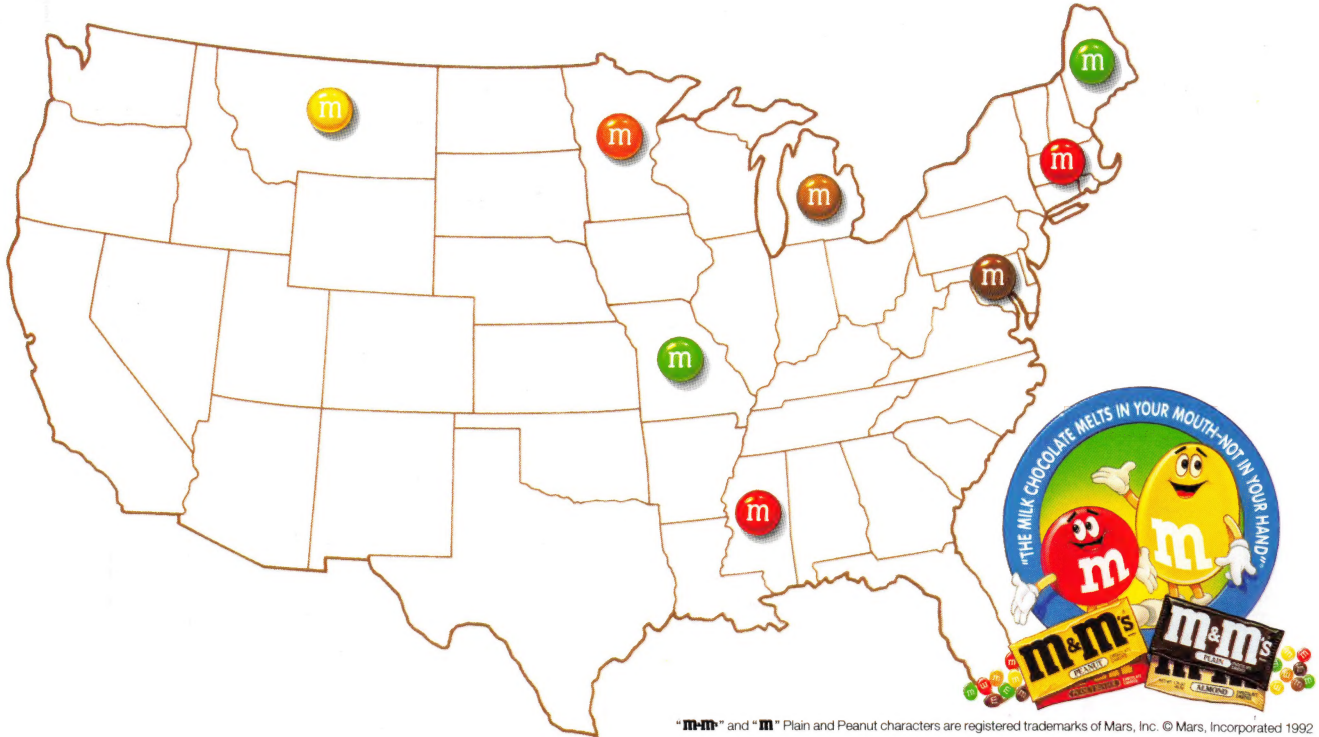 m
m
m
m
m
m
m
m
"THE MILK CHOCOLATE MELTS IN YOUR MOUTH–NOT IN YOUR HAND"®
m
m
m&m's
PEANUT
m&m's
PLAIN
ALMOND
"m&m's" and "m" Plain and Peanut characters are registered trademarks of Mars, Inc. © Mars, Incorporated 1992